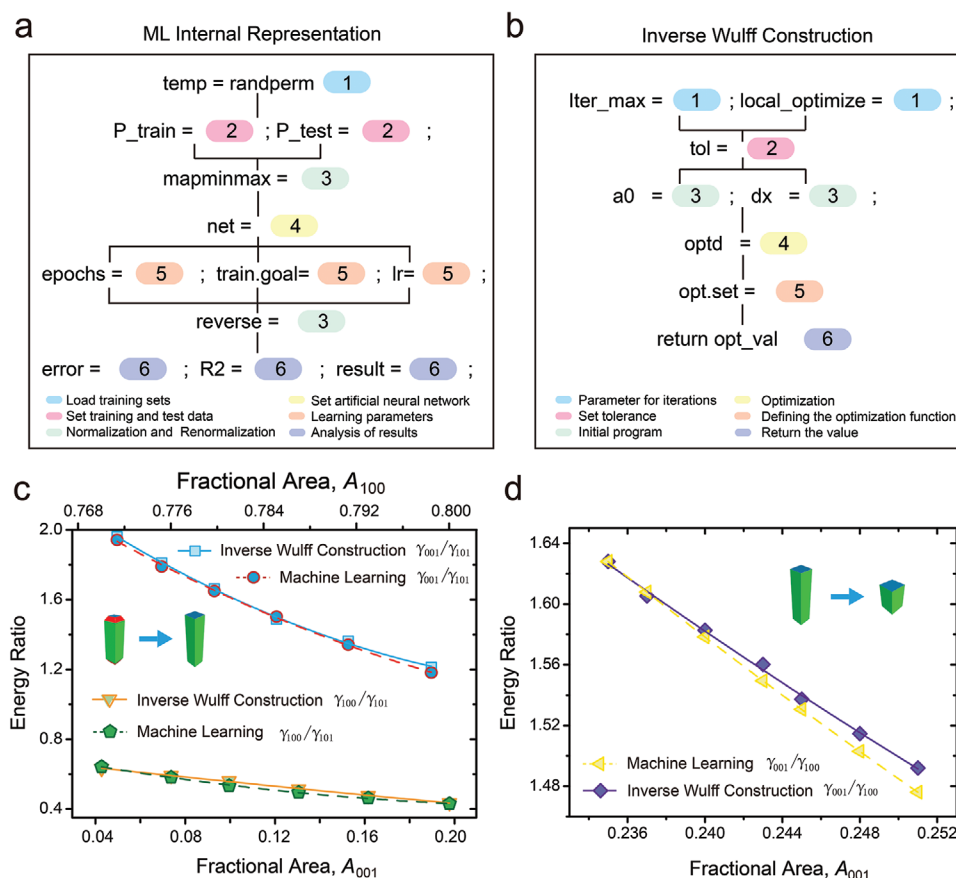 a
ML Internal Representation
temp = randperm 1
P_train = 2 ; P_test = 2 ;
mapminmax = 3
net = 4
epochs = 5 ; train.goal= 5 ; lr= 5 ;
reverse = 3
error = 6 ; R2 = 6 ; result = 6 ;
Load training sets
Set training and test data
Normalization and Renormalization
Set artificial neural network
Learning parameters
Analysis of results
b
Inverse Wulff Construction
Iter_max = 1 ; local_optimize = 1 ;
tol = 2
a0 = 3 ; dx = 3 ;
optd = 4
opt.set = 5
return opt_val 6
Parameter for iterations
Set tolerance
Initial program
Optimization
Defining the optimization function
Return the value
c
Fractional Area, A100
0.768 0.776 0.784 0.792 0.800
2.0
1.6
1.2
0.8
0.4
Energy Ratio
Inverse Wulff Construction γ001/γ101
Machine Learning γ001/γ101
Inverse Wulff Construction γ100/γ101
Machine Learning γ100/γ101
0.04 0.08 0.12 0.16 0.20
Fractional Area, A001
d
1.64
1.60
1.56
1.52
1.48
Energy Ratio
Machine Learning γ001/γ100
Inverse Wulff Construction γ001/γ100
0.236 0.240 0.244 0.248 0.252
Fractional Area, A001